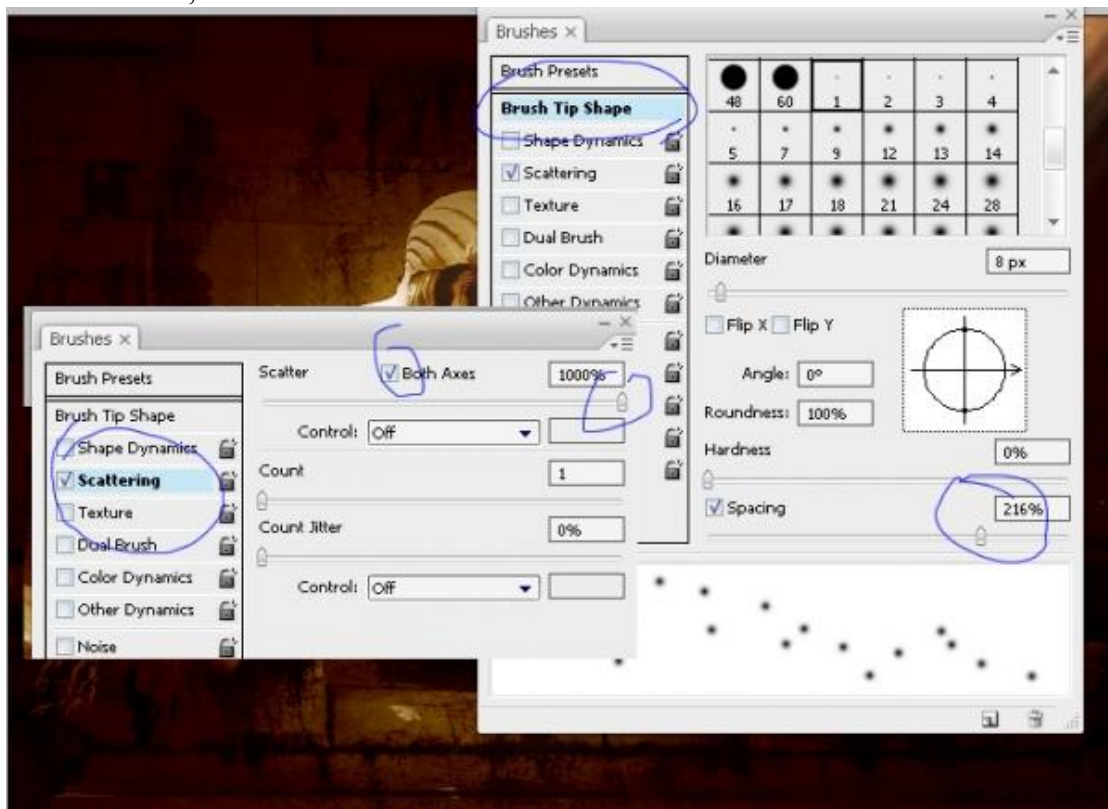 Brushes ×
Brush Presets
Brush Tip Shape
Shape Dynamics
Scattering
Texture
Dual Brush
Color Dynamics
Other Dynamics
48 60 1 2 3 4
5 7 9 12 13 14
16 17 18 21 24 28
Diameter 8 px
Flip X Flip Y
Angle: 0º
Roundness: 100%
Hardness 0%
Spacing 216%
Brushes ×
Brush Presets
Brush Tip Shape
Shape Dynamics
Scattering
Texture
Dual Brush
Color Dynamics
Other Dynamics
Noise
Scatter Both Axes 1000%
Control: Off
Count 1
Count Jitter 0%
Control: Off